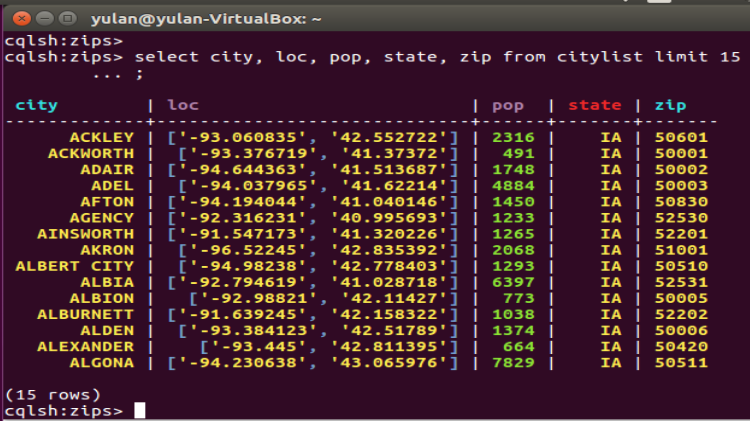 yulan@yulan-VirtualBox: ~
cqlsh:zips>
cqlsh:zips> select city, loc, pop, state, zip from citylist limit 15
... ;
city | loc | pop | state | zip
--------------+-----------------------------+------+-------+-------
ACKLEY | ['-93.060835', '42.552722'] | 2316 | IA | 50601
ACKWORTH | ['-93.376719', '41.37372'] | 491 | IA | 50001
ADAIR | ['-94.644363', '41.513687'] | 1748 | IA | 50002
ADEL | ['-94.037965', '41.62214'] | 4884 | IA | 50003
AFTON | ['-94.194044', '41.040146'] | 1450 | IA | 50830
AGENCY | ['-92.316231', '40.995693'] | 1233 | IA | 52530
AINSWORTH | ['-91.547173', '41.320226'] | 1265 | IA | 52201
AKRON | ['-96.52245', '42.835392'] | 2068 | IA | 51001
ALBERT CITY | ['-94.98238', '42.778403'] | 1293 | IA | 50510
ALBIA | ['-92.794619', '41.028718'] | 6397 | IA | 52531
ALBION | ['-92.98821', '42.11427'] | 773 | IA | 50005
ALBURNETT | ['-91.639245', '42.158322'] | 1038 | IA | 52202
ALDEN | ['-93.384123', '42.51789'] | 1374 | IA | 50006
ALEXANDER | ['-93.445', '42.811395'] | 664 | IA | 50420
ALGONA | ['-94.230638', '43.065976'] | 7829 | IA | 50511
(15 rows)
cqlsh:zips>